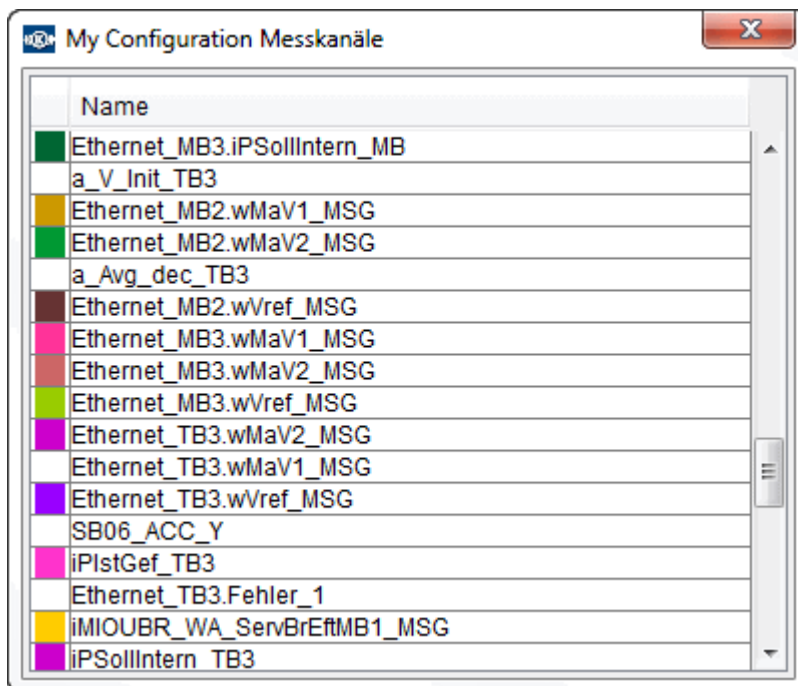 My Configuration Messkanäle
Name
Ethernet_MB3.iPSollIntern_MB
a_V_Init_TB3
Ethernet_MB2.wMaV1_MSG
Ethernet_MB2.wMaV2_MSG
a_Avg_dec_TB3
Ethernet_MB2.wVref_MSG
Ethernet_MB3.wMaV1_MSG
Ethernet_MB3.wMaV2_MSG
Ethernet_MB3.wVref_MSG
Ethernet_TB3.wMaV2_MSG
Ethernet_TB3.wMaV1_MSG
Ethernet_TB3.wVref_MSG
SB06_ACC_Y
iPIstGef_TB3
Ethernet_TB3.Fehler_1
iMIOUBR_WA_ServBrEftMB1_MSG
iPSollIntern_TB3